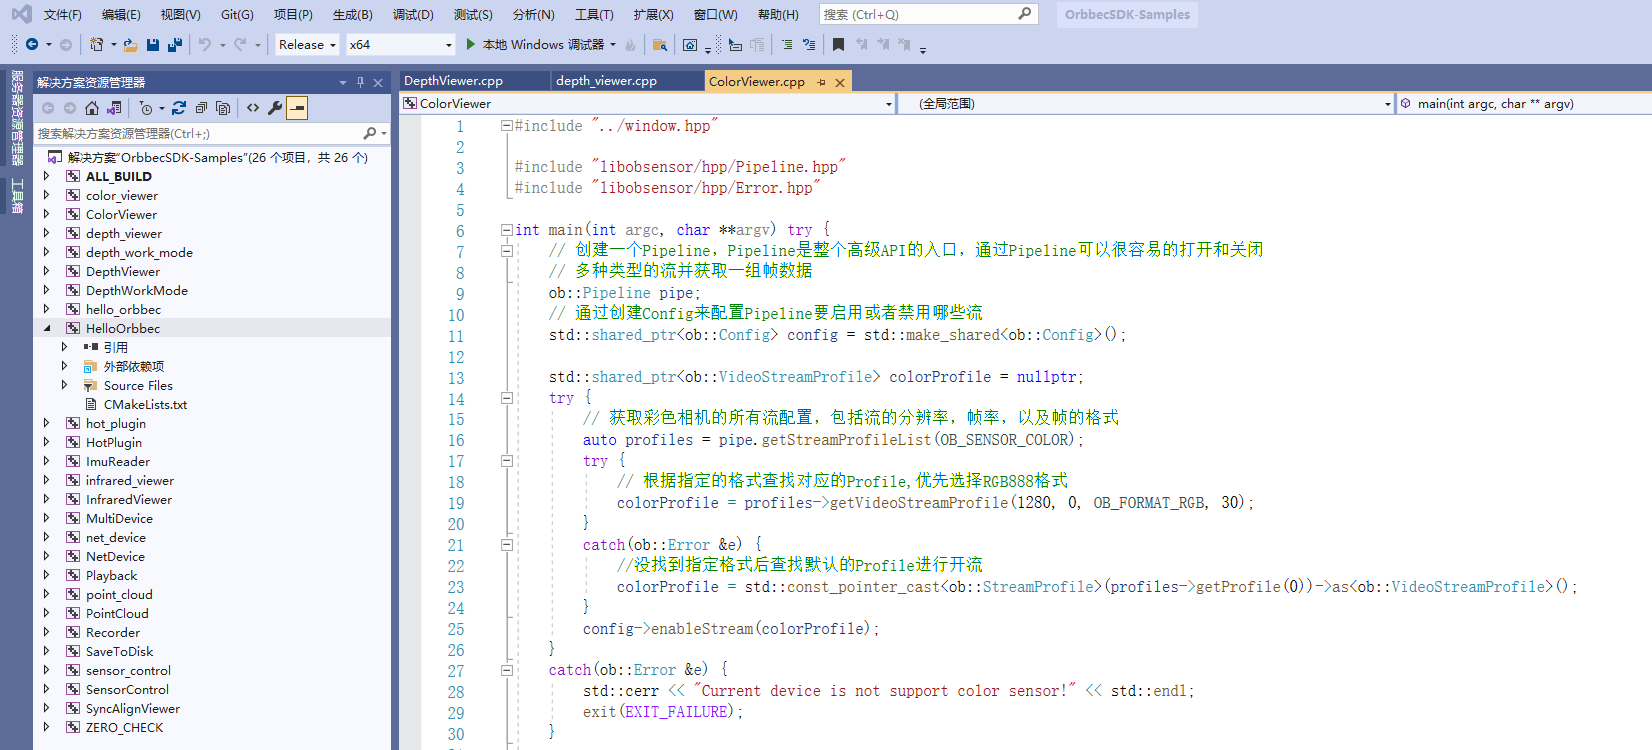 文件(F) 编辑(E) 视图(V) Git(G) 项目(P) 生成(B) 调试(D) 测试(S) 分析(N) 工具(T) 扩展(X) 窗口(W) 帮助(H) 搜索 (Ctrl+Q) OrbbecSDK-Samples
Release x64 本地 Windows 调试器
服务器资源管理器
工具箱
解决方案资源管理器
搜索解决方案资源管理器(Ctrl+;)
解决方案"OrbbecSDK-Samples"(26 个项目, 共 26 个)
ALL_BUILD
color_viewer
ColorViewer
depth_viewer
depth_work_mode
DepthViewer
DepthWorkMode
hello_orbbec
HelloOrbbec
引用
外部依赖项
Source Files
CMakeLists.txt
hot_plugin
HotPlugin
ImuReader
infrared_viewer
InfraredViewer
MultiDevice
net_device
NetDevice
Playback
point_cloud
PointCloud
Recorder
SaveToDisk
sensor_control
SensorControl
SyncAlignViewer
ZERO_CHECK
DepthViewer.cpp depth_viewer.cpp ColorViewer.cpp
ColorViewer (全局范围) main(int argc, char ** argv)
1 #include "../window.hpp"
2
3 #include "libobsensor/hpp/Pipeline.hpp"
4 #include "libobsensor/hpp/Error.hpp"
5
6 int main(int argc, char **argv) try {
7 // 创建一个Pipeline，Pipeline是整个高级API的入口，通过Pipeline可以很容易的打开和关闭
8 // 多种类型的流并获取一组帧数据
9 ob::Pipeline pipe;
10 // 通过创建Config来配置Pipeline要启用或者禁用哪些流
11 std::shared_ptr<ob::Config> config = std::make_shared<ob::Config>();
12
13 std::shared_ptr<ob::VideoStreamProfile> colorProfile = nullptr;
14 try {
15 // 获取彩色相机的所有流配置，包括流的分辨率，帧率，以及帧的格式
16 auto profiles = pipe.getStreamProfileList(OB_SENSOR_COLOR);
17 try {
18 // 根据指定的格式查找对应的Profile,优先选择RGB888格式
19 colorProfile = profiles->getVideoStreamProfile(1280, 0, OB_FORMAT_RGB, 30);
20 }
21 catch(ob::Error &e) {
22 //没找到指定格式后查找默认的Profile进行开流
23 colorProfile = std::const_pointer_cast<ob::StreamProfile>(profiles->getProfile(0))->as<ob::VideoStreamProfile>();
24 }
25 config->enableStream(colorProfile);
26 }
27 catch(ob::Error &e) {
28 std::cerr << "Current device is not support color sensor!" << std::endl;
29 exit(EXIT_FAILURE);
30 }